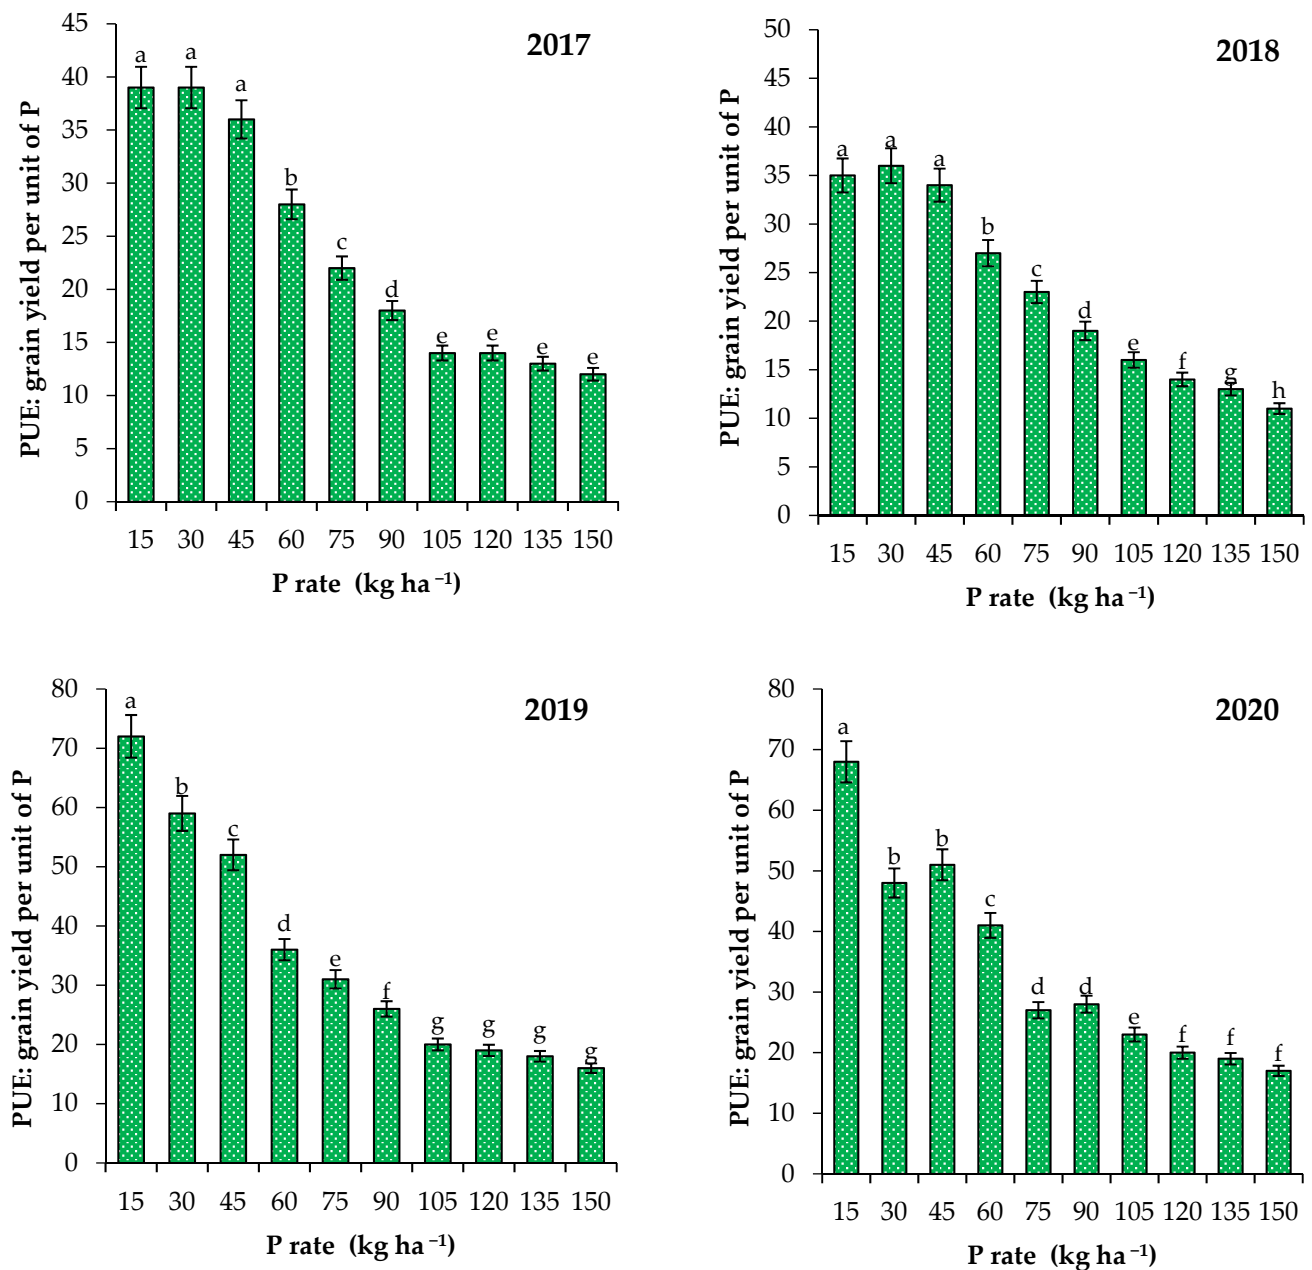 2017
PUE: grain yield per unit of P
45
40
35
30
25
20
15
10
5
0
a
a
a
b
c
d
e
e
e
e
15 30 45 60 75 90 105 120 135 150
P rate (kg ha⁻¹)
2018
PUE: grain yield per unit of P
50
45
40
35
30
25
20
15
10
5
0
a
a
a
b
c
d
e
f
g
h
15 30 45 60 75 90 105 120 135 150
P rate (kg ha⁻¹)
2019
PUE: grain yield per unit of P
80
70
60
50
40
30
20
10
0
a
b
c
d
e
f
g
g
g
g
15 30 45 60 75 90 105 120 135 150
P rate (kg ha⁻¹)
2020
PUE: grain yield per unit of P
80
70
60
50
40
30
20
10
0
a
b
b
c
d
d
e
f
f
f
15 30 45 60 75 90 105 120 135 150
P rate (kg ha⁻¹)